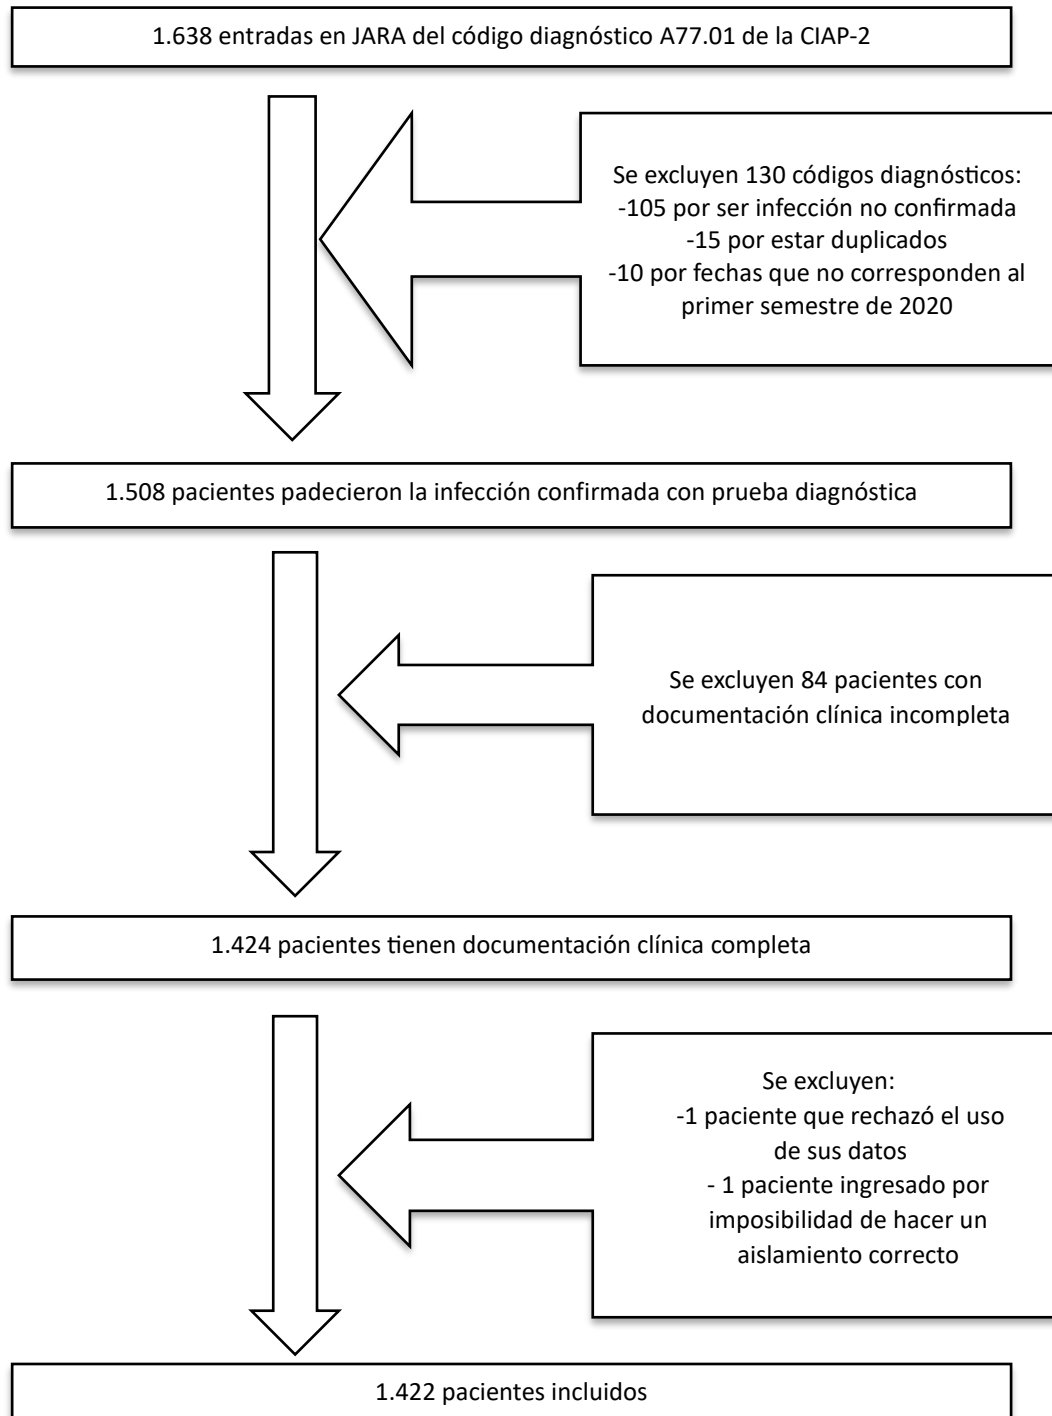 1.638 entradas en JARA del código diagnóstico A77.01 de la CIAP-2
Se excluyen 130 códigos diagnósticos:
-105 por ser infección no confirmada
-15 por estar duplicados
-10 por fechas que no corresponden al
primer semestre de 2020
1.508 pacientes padecieron la infección confirmada con prueba diagnóstica
Se excluyen 84 pacientes con
documentación clínica incompleta
1.424 pacientes tienen documentación clínica completa
Se excluyen:
-1 paciente que rechazó el uso
de sus datos
- 1 paciente ingresado por
imposibilidad de hacer un
aislamiento correcto
1.422 pacientes incluidos